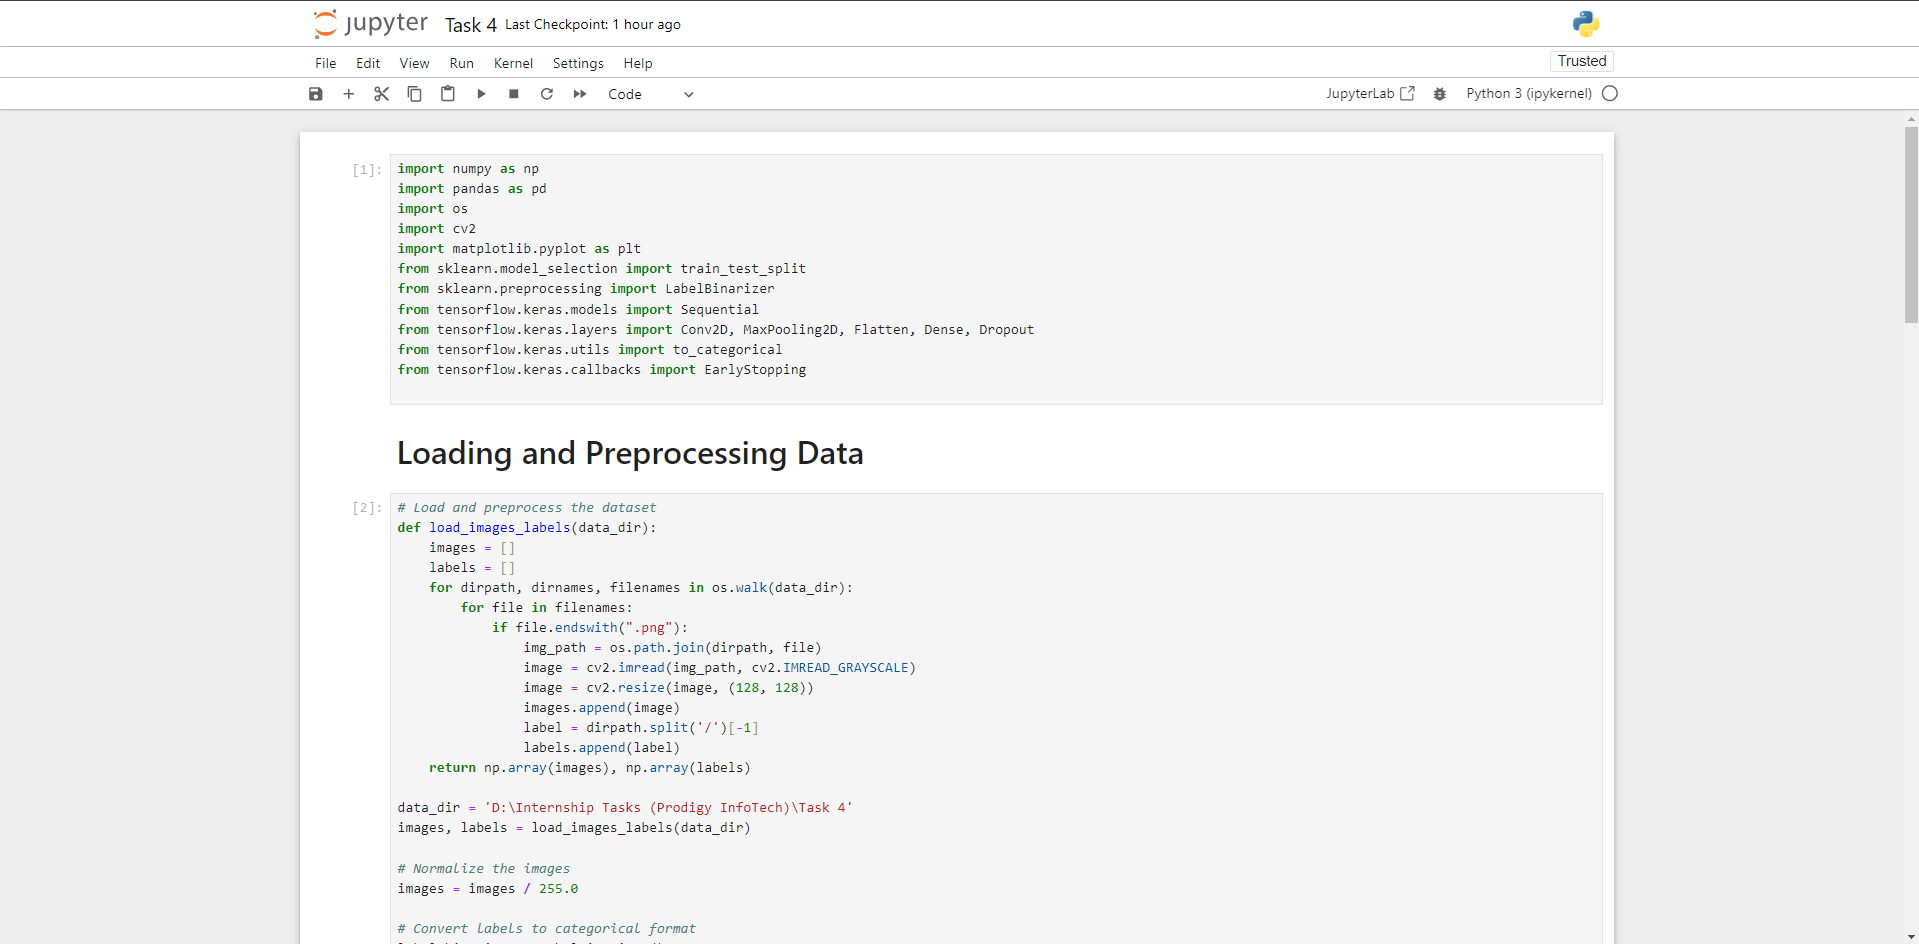 jupyter Task 4 Last Checkpoint: 1 hour ago
File Edit View Run Kernel Settings Help Trusted
Code JupyterLab Python 3 (ipykernel)
[1]: import numpy as np
import pandas as pd
import os
import cv2
import matplotlib.pyplot as plt
from sklearn.model_selection import train_test_split
from sklearn.preprocessing import LabelBinarizer
from tensorflow.keras.models import Sequential
from tensorflow.keras.layers import Conv2D, MaxPooling2D, Flatten, Dense, Dropout
from tensorflow.keras.utils import to_categorical
from tensorflow.keras.callbacks import EarlyStopping
Loading and Preprocessing Data
[2]: # Load and preprocess the dataset
def load_images_labels(data_dir):
    images = []
    labels = []
    for dirpath, dirnames, filenames in os.walk(data_dir):
        for file in filenames:
            if file.endswith(".png"):
                img_path = os.path.join(dirpath, file)
                image = cv2.imread(img_path, cv2.IMREAD_GRAYSCALE)
                image = cv2.resize(image, (128, 128))
                images.append(image)
                label = dirpath.split('/')[-1]
                labels.append(label)
    return np.array(images), np.array(labels)
data_dir = 'D:\Internship Tasks (Prodigy InfoTech)\Task 4'
images, labels = load_images_labels(data_dir)
# Normalize the images
images = images / 255.0
# Convert labels to categorical format